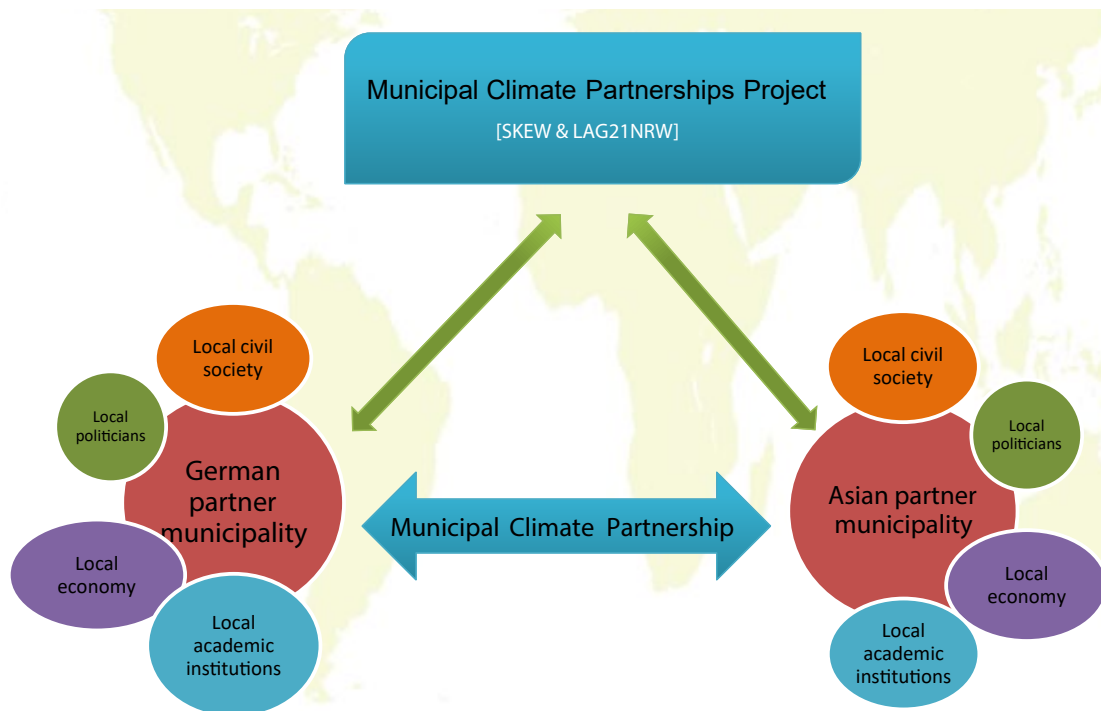 Municipal Climate Partnerships Project
[SKEW & LAG21NRW]
Local civil
society
Local
politicians
German
partner
municipality
Local
economy
Local
academic
institutions
Municipal Climate Partnership
Local civil
society
Local
politicians
Asian partner
municipality
Local
economy
Local
academic
institutions